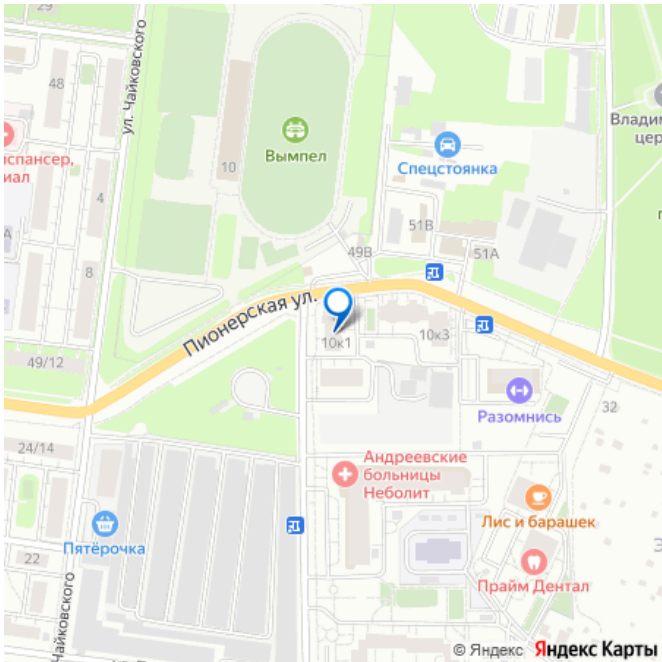 29
ул. Чайковского
48
испансер,
иал
10
Вымпел
Владим
цер
Спецстоянка
4
51В
49В
51А
8
Пионерская ул.
10к1
10к3
49/12
Разомнись
32
24/14
Андреевские
больницы
Неболит
Лис и барашек
Пятёрочка
22
Прайм Дентал
Чайковского
© Яндекс Яндекс Карты